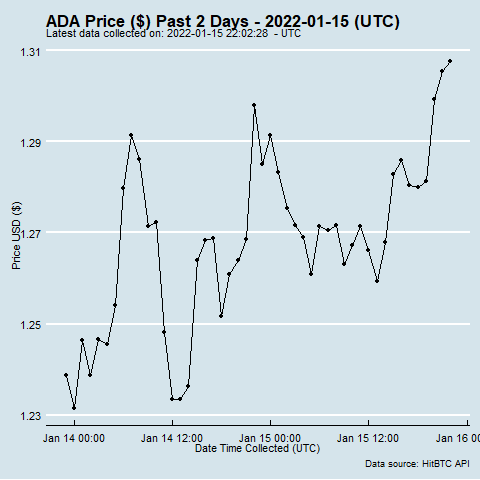 ADA Price ($) Past 2 Days - 2022-01-15 (UTC)
Latest data collected on: 2022-01-15 22:02:28 - UTC
1.31
1.29
1.27
1.25
1.23
Price USD ($)
Jan 14 00:00 Jan 14 12:00 Jan 15 00:00 Jan 15 12:00 Jan 16 00
Date Time Collected (UTC)
Data source: HitBTC API